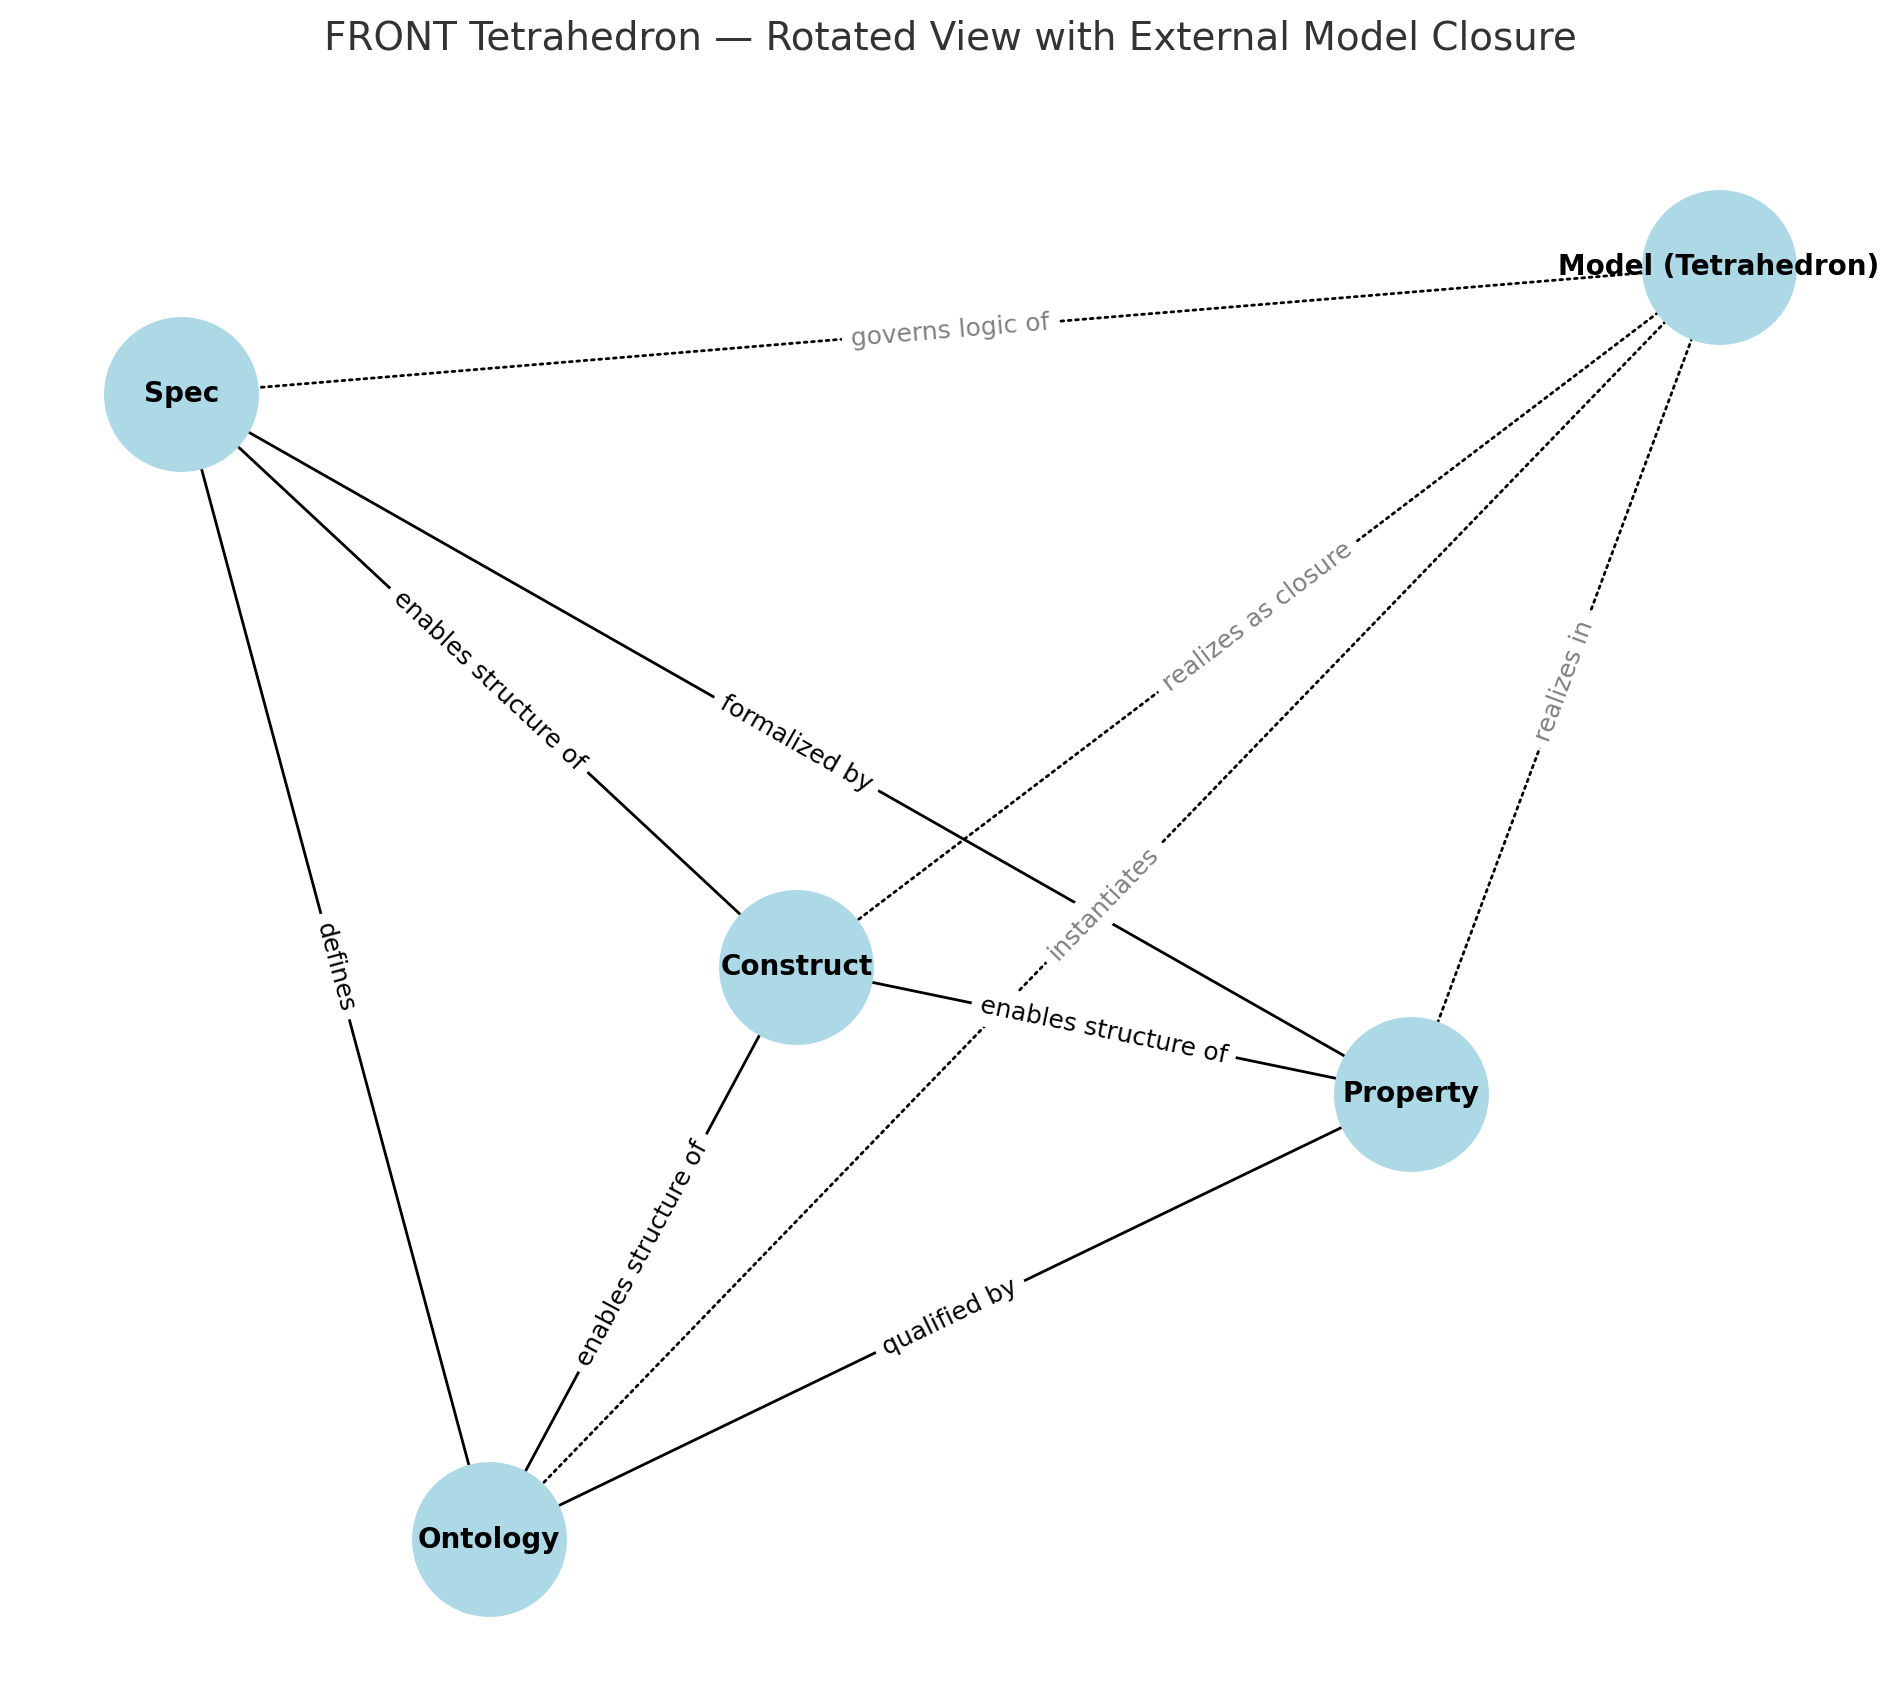 FRONT Tetrahedron — Rotated View with External Model Closure
Model (Tetrahedron)
governs logic of
Spec
realizes as closure
enables structure of
realizes in
formalized by
instantiates
defines
Construct
enables structure of
Property
enables structure of
qualified by
Ontology